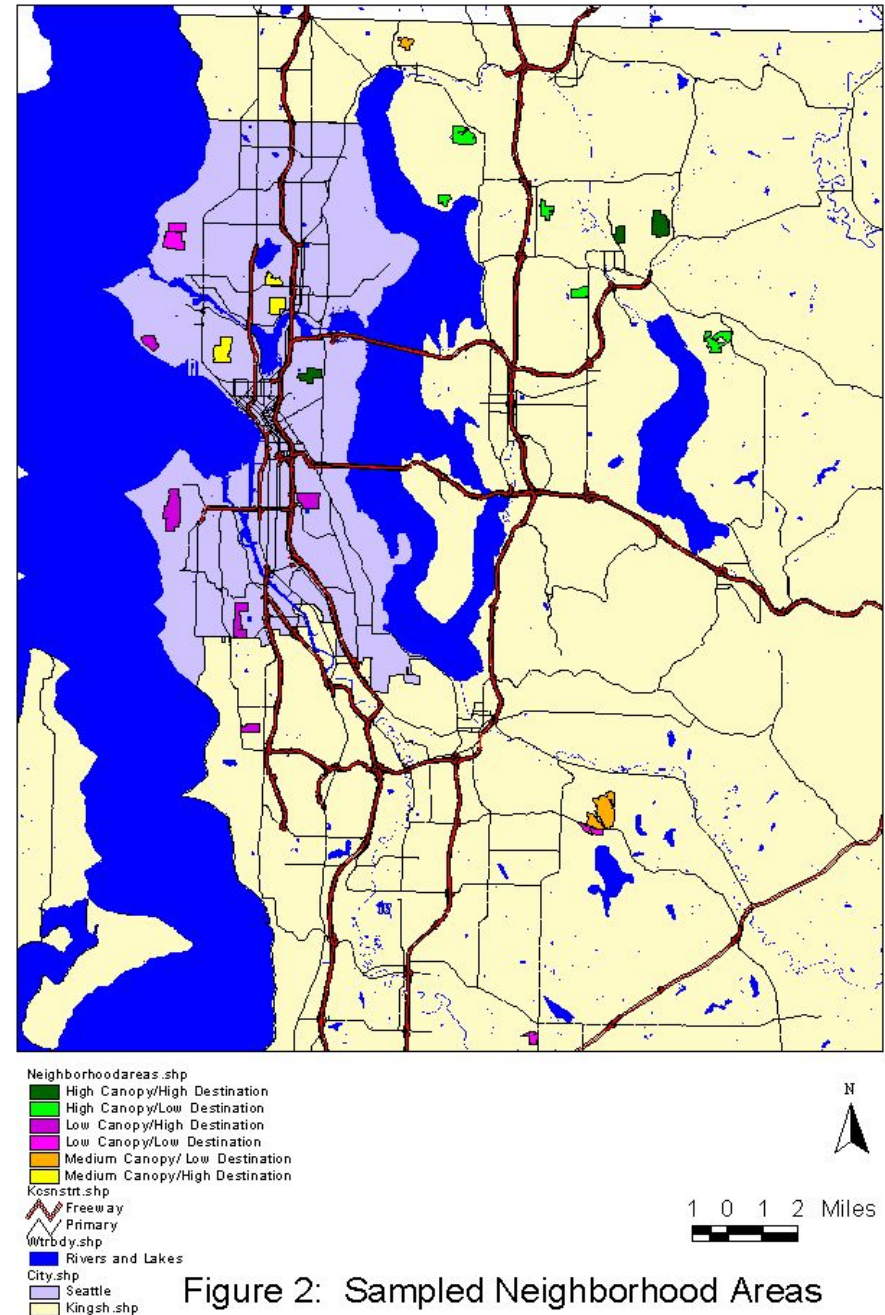 Neighborhoodareas.shp
High Canopy/High Destination
High Canopy/Low Destination
Low Canopy/High Destination
Low Canopy/Low Destination
Medium Canopy/ Low Destination
Medium Canopy/High Destination
Kcsnstrt.shp
Freeway
Primary
Wtrbdy.shp
Rivers and Lakes
City.shp
Seattle
Kingsh.shp
N
1 0 1 2 Miles
Figure 2: Sampled Neighborhood Areas